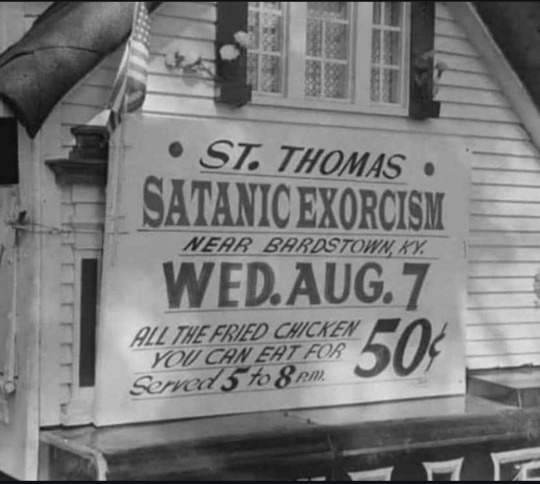 • ST. THOMAS •
SATANIC EXORCISM
NEAR BARDSTOWN, KY.
WED. AUG. 7
ALL THE FRIED CHICKEN
YOU CAN EAT FOR 50¢
Served 5 to 8 P.M.